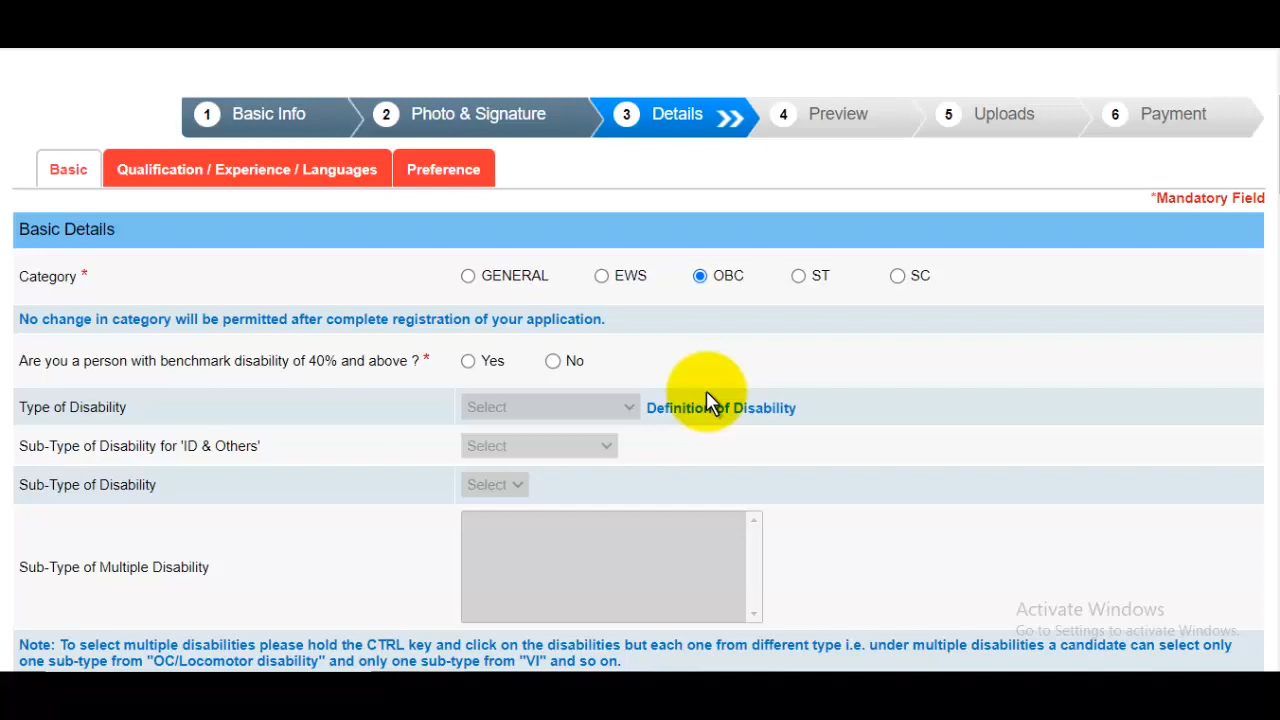 1 Basic Info 2 Photo & Signature 3 Details 4 Preview 5 Uploads 6 Payment
Basic Qualification / Experience / Languages Preference
*Mandatory Field
Basic Details
Category * GENERAL EWS OBC ST SC
No change in category will be permitted after complete registration of your application.
Are you a person with benchmark disability of 40% and above ? * Yes No
Type of Disability Select Definition of Disability
Sub-Type of Disability for 'ID & Others' Select
Sub-Type of Disability Select
Sub-Type of Multiple Disability
Activate Windows
Go to Settings to activate Windows.
Note: To select multiple disabilities please hold the CTRL key and click on the disabilities but each one from different type i.e. under multiple disabilities a candidate can select only
one sub-type from "OC/Locomotor disability" and only one sub-type from "VI" and so on.